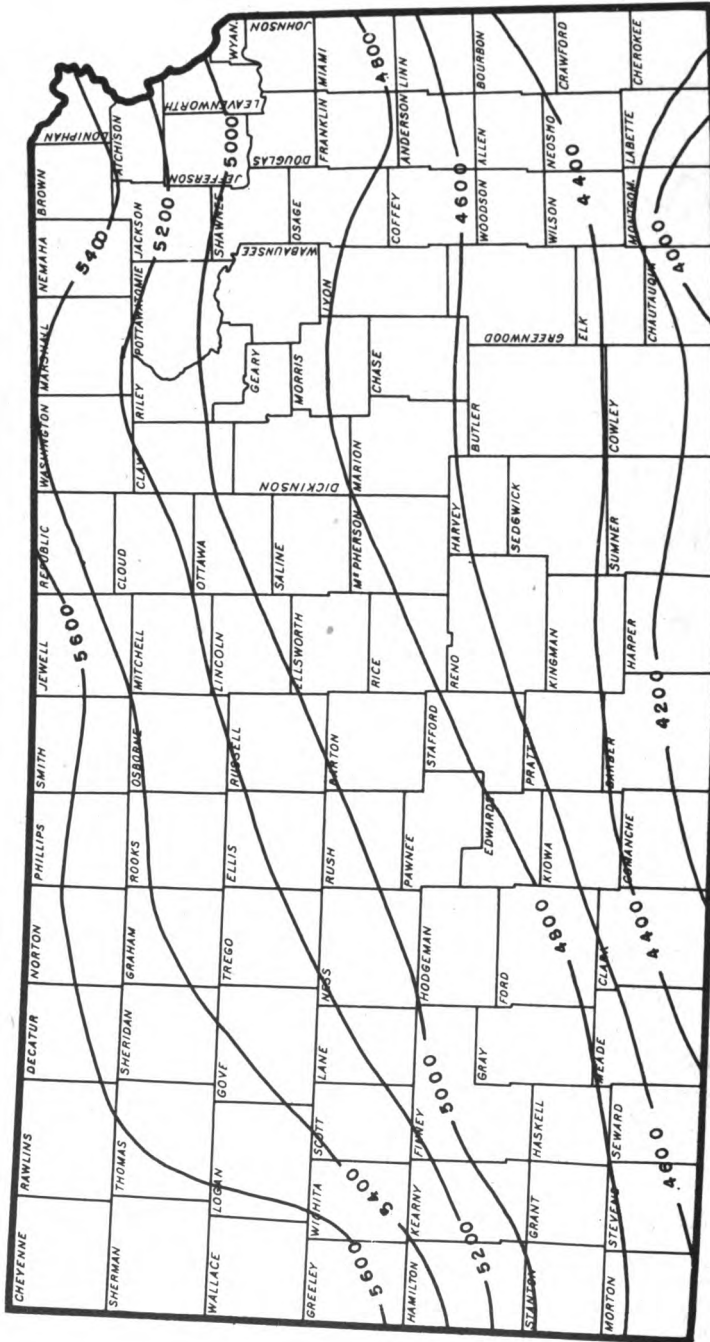 CHEYENNE
RAWLINS
DECATUR
NORTON
PHILLIPS
SMITH
JEWELL
REPUBLIC
WASHINGTON
MARSHALL
NEMAHA
BROWN
DONIPHAN
SHERMAN
THOMAS
SHERIDAN
GRAHAM
ROOKS
OSBORNE
MITCHELL
CLOUD
CLAY
RILEY
POTTAWATOMIE
JACKSON
ATCHISON
WALLACE
LOGAN
GOVE
TREGO
ELLIS
RUSSELL
LINCOLN
OTTAWA
DICKINSON
GEARY
WABAUNSEE
SHAWNEE
JEFFERSON
LEAVENWORTH
WYAN.
GREELEY
WICHITA
SCOTT
LANE
NESS
RUSH
BARTON
ELLSWORTH
SALINE
MORRIS
LYON
OSAGE
DOUGLAS
JOHNSON
HAMILTON
KEARNY
FINNEY
HODGEMAN
PAWNEE
RICE
McPHERSON
MARION
CHASE
COFFEY
FRANKLIN
MIAMI
STANTON
GRANT
HASKELL
GRAY
FORD
EDWARDS
STAFFORD
RENO
HARVEY
BUTLER
GREENWOOD
WOODSON
ANDERSON
LINN
ALLEN
BOURBON
MORTON
STEVENS
SEWARD
MEADE
CLARK
KIOWA
PRATT
KINGMAN
SEDGWICK
ELK
WILSON
NEOSHO
CRAWFORD
COMANCHE
BARBER
HARPER
SUMNER
COWLEY
CHAUTAUQUA
MONTGOM.
LABETTE
CHEROKEE
5600
5400
5200
5000
5600
5400
5200
5000
4800
4600
4800
4600
4400
4400
4200
4000